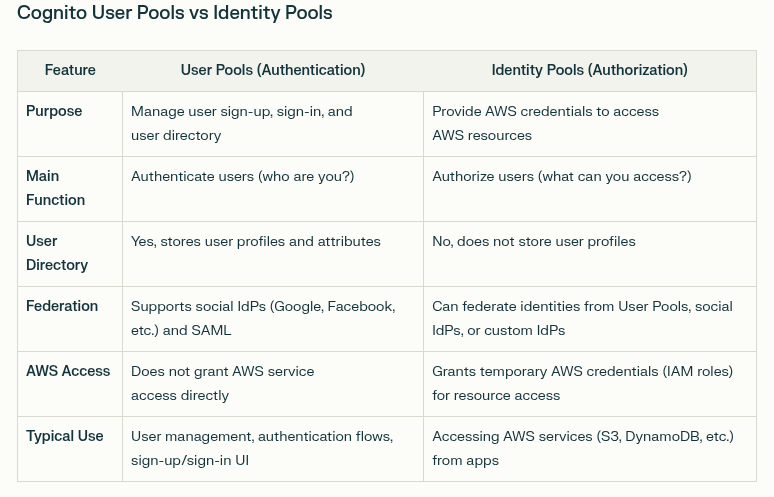 Cognito User Pools vs Identity Pools
Feature User Pools (Authentication) Identity Pools (Authorization)
Purpose Manage user sign-up, sign-in, and Provide AWS credentials to access
user directory AWS resources
Main Authenticate users (who are you?) Authorize users (what can you access?)
Function
User Yes, stores user profiles and attributes No, does not store user profiles
Directory
Federation Supports social IdPs (Google, Facebook, Can federate identities from User Pools, social
etc.) and SAML IdPs, or custom IdPs
AWS Access Does not grant AWS service Grants temporary AWS credentials (IAM roles)
access directly for resource access
Typical Use User management, authentication flows, Accessing AWS services (S3, DynamoDB, etc.)
sign-up/sign-in UI from apps